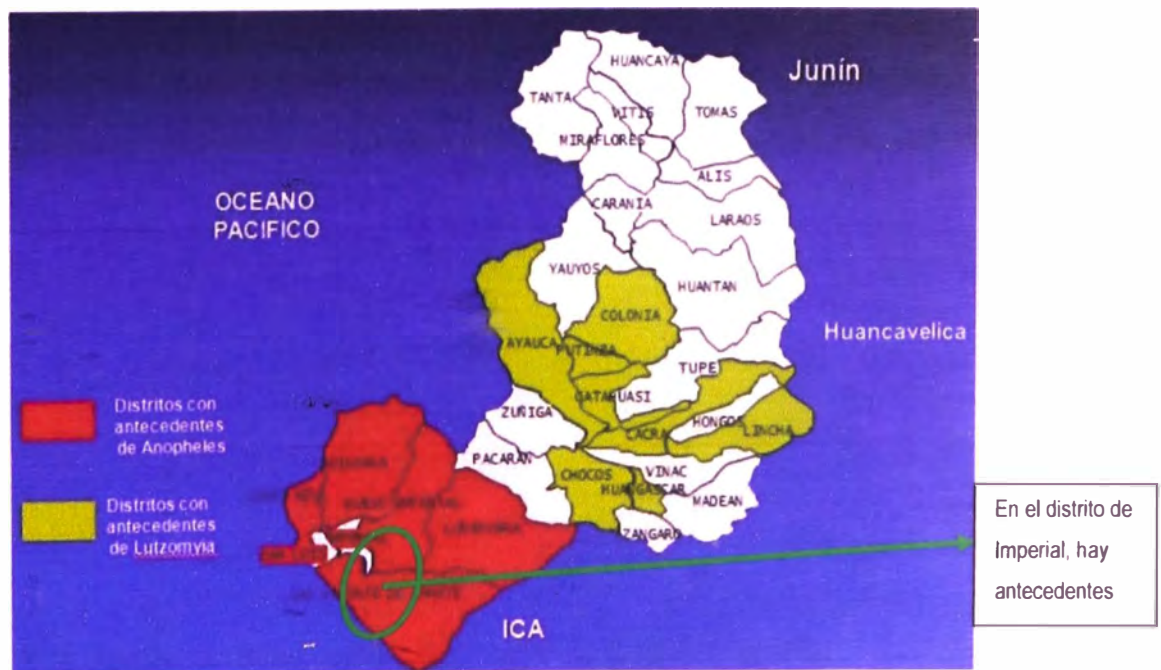 HUANCAYA
Junín
TANTA
VITIS
TOMAS
MIRAFLORES
ALIS
OCEANO
PACIFICO
CARANIA
LARAOS
YAUYOS
HUANTAN
COLONIA
Huancavelica
AYAUCA
PUTINZA
TUPE
CATAHUASI
Distritos con
antecedentes
de Anopheles
ZUÑIGA
HONGOS
CACRA
LINCHA
PACARAN
CHOCOS
VINAC
HUANGASCAR
MADEAN
Distritos con
antecedentes
de Lutzomyia
ZANGARO
ICA
En el distrito de
Imperial, hay
antecedentes